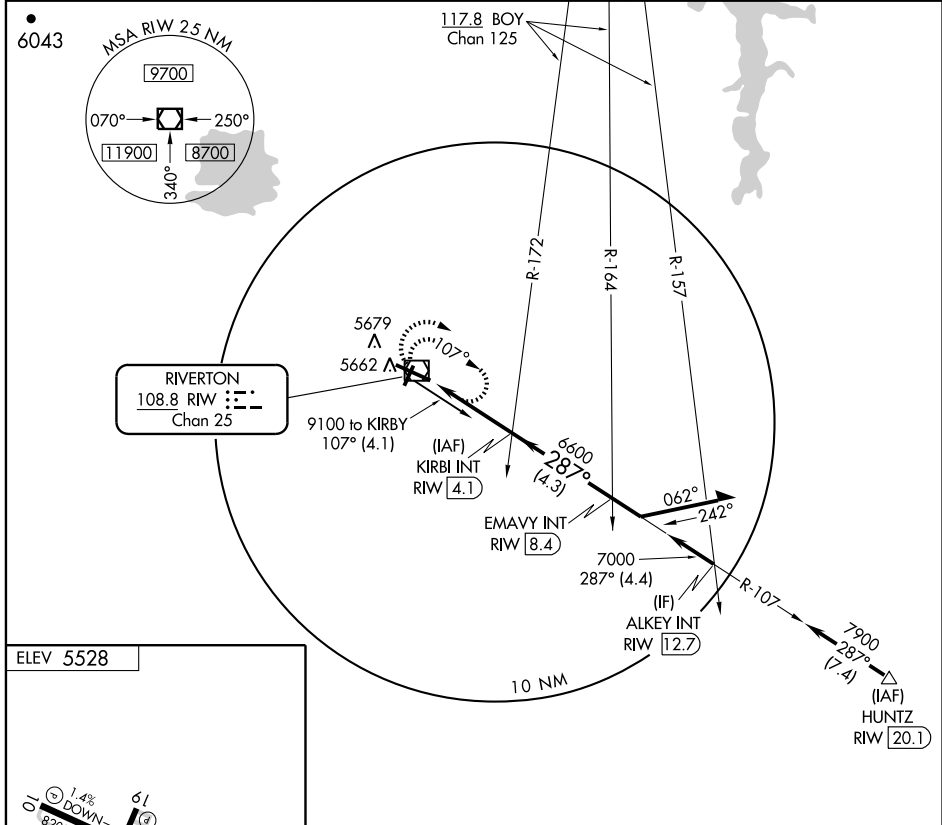 6043
MSA RIW 25 NM
9700
070°
250°
11900
8700
340°
117.8 BOY
Chan 125
R-172
R-164
R-157
5679
5662
107°
RIVERTON
108.8 RIW
Chan 25
9100 to KIRBY
107° (4.1)
(IAF)
KIRBI INT
RIW 4.1
6600
287°
(4.3)
EMAVY INT
RIW 8.4
062°
242°
7000
287° (4.4)
(IF)
ALKEY INT
RIW 12.7
R-107
7900
287°
(7.4)
(IAF)
HUNTZ
RIW 20.1
10 NM
ELEV 5528
10
P
1.4%
DOWN
19
P